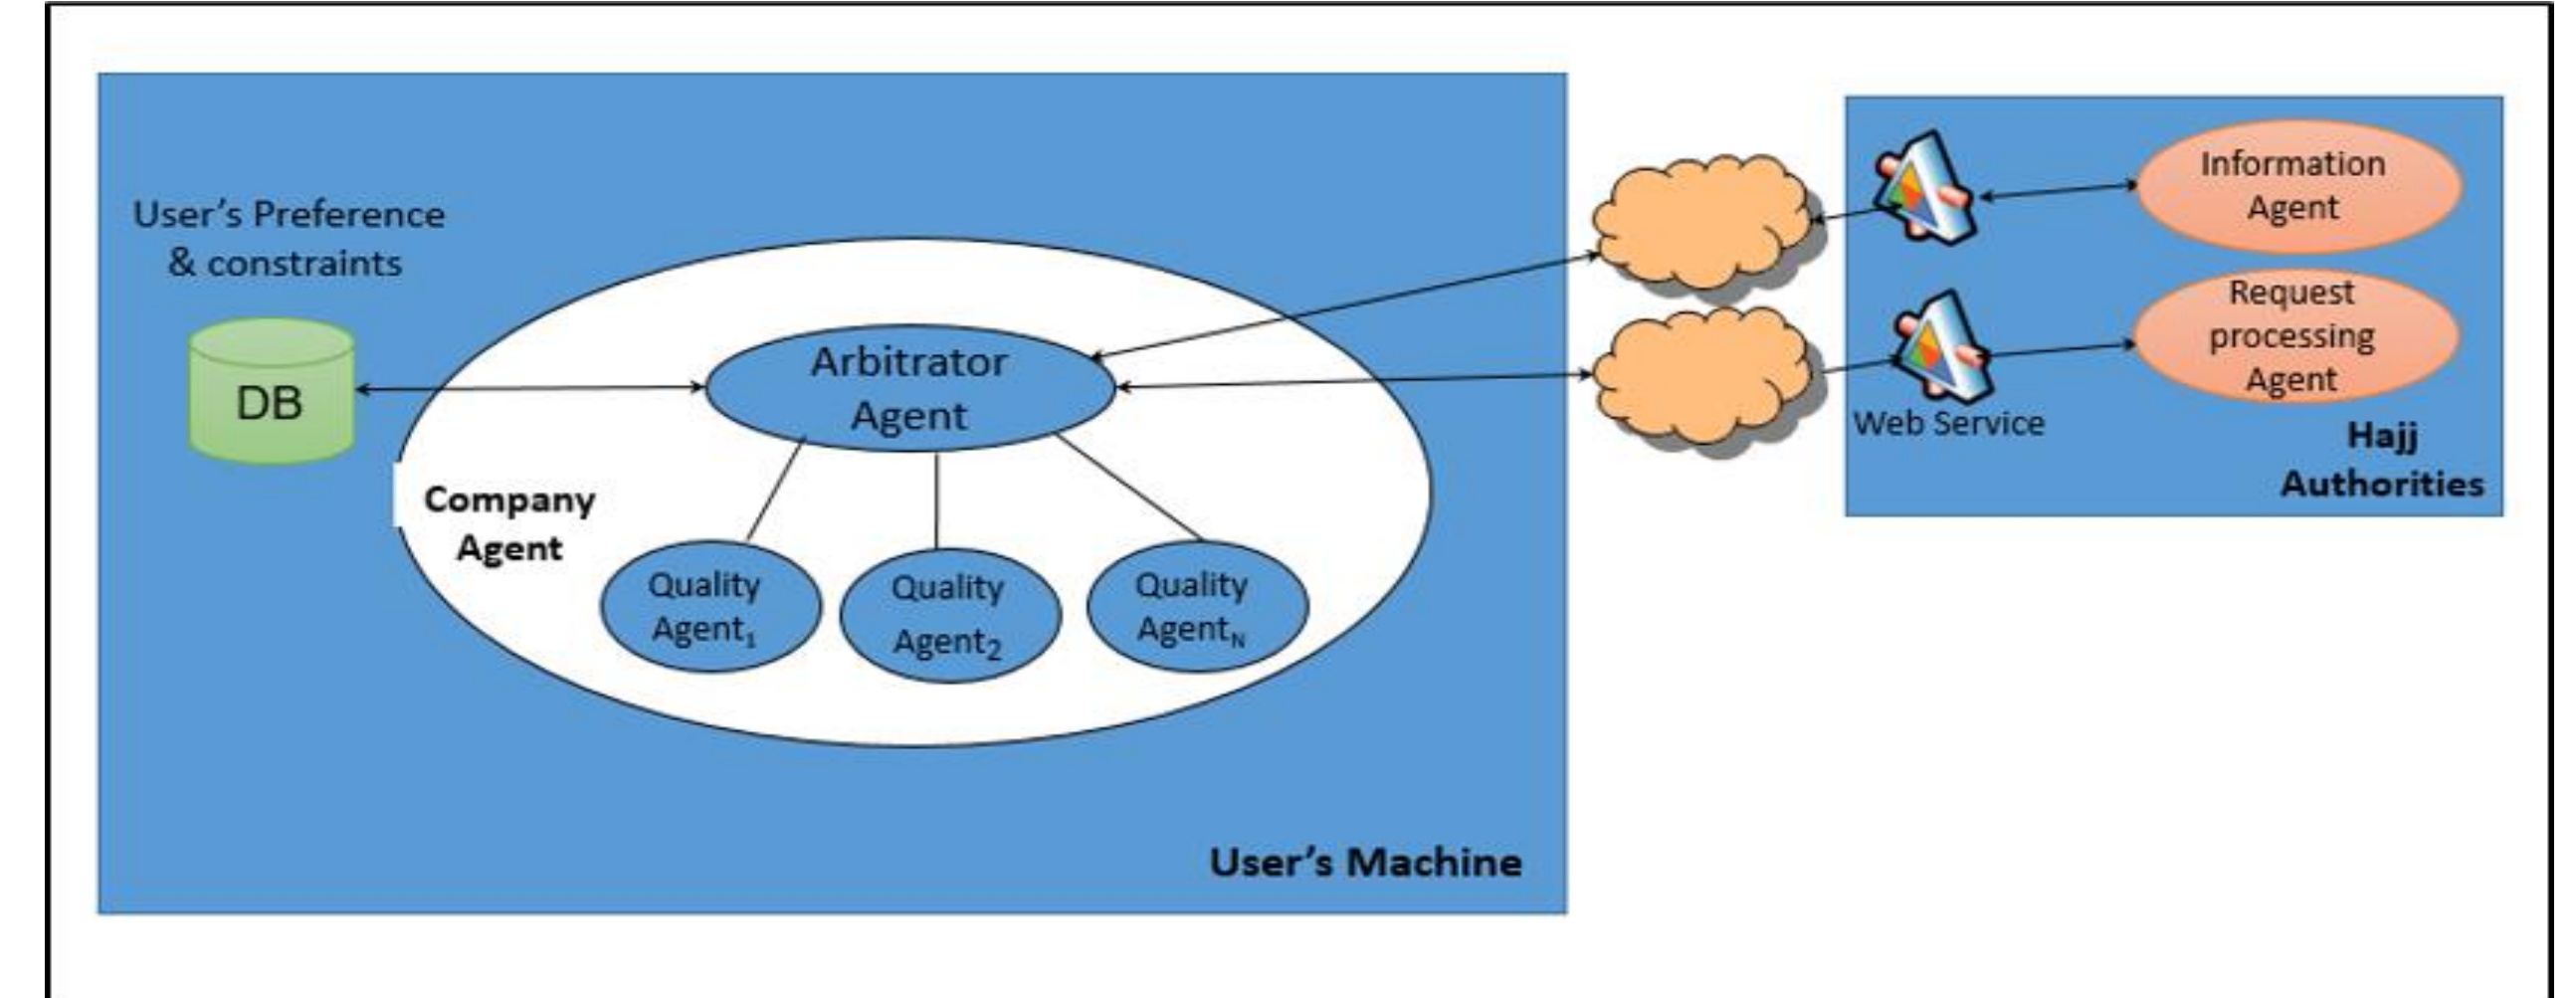 User’s Preference
& constraints
DB
Company
Agent
Arbitrator
Agent
Quality
Agent₁
Quality
Agent₂
Quality
Agentₙ
User’s Machine
Information
Agent
Request
processing
Agent
Web Service
Hajj
Authorities